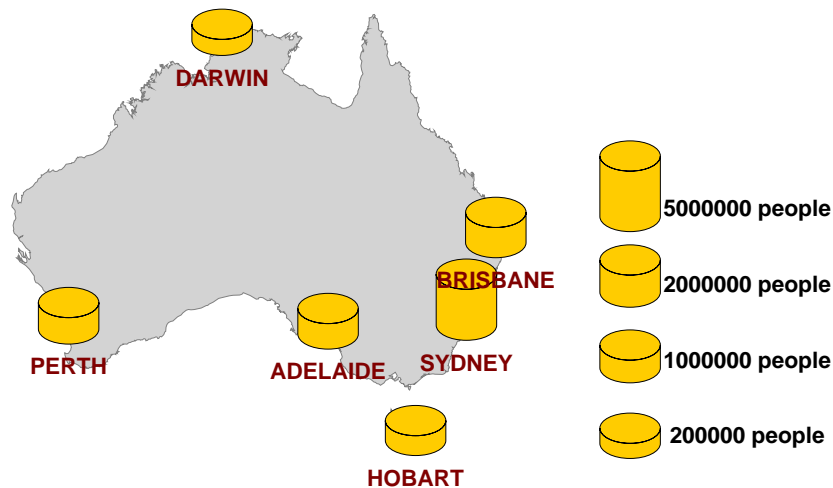 DARWIN
5000000 people
BRISBANE
2000000 people
PERTH
ADELAIDE
SYDNEY
1000000 people
200000 people
HOBART